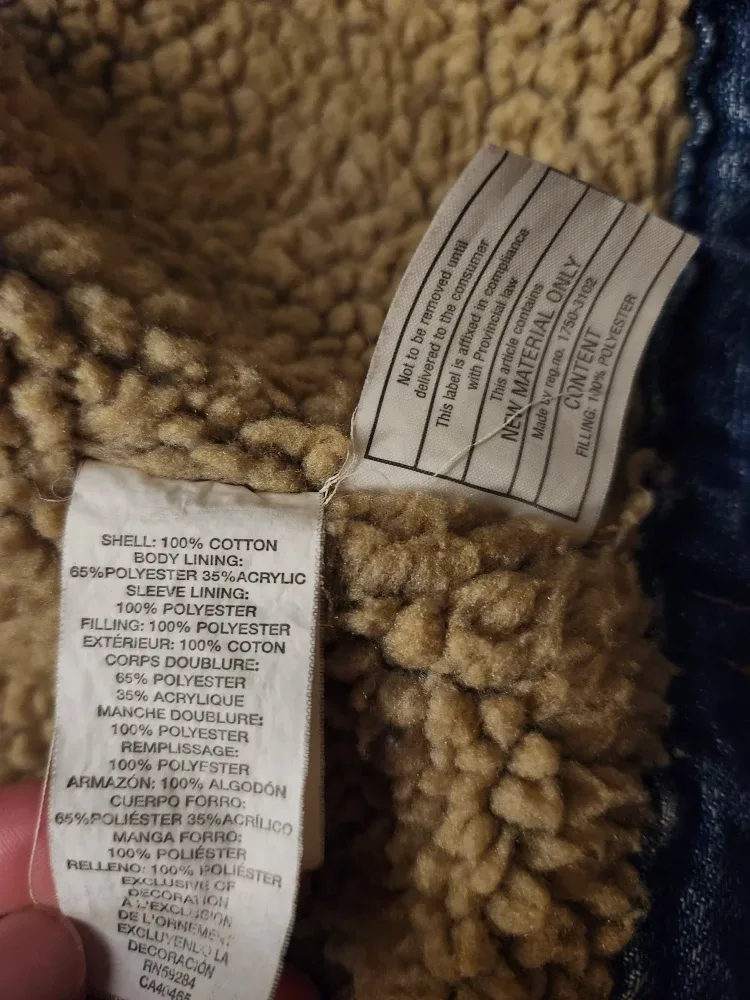 Not to be removed until
delivered to the consumer
This label is affixed in compliance
with Provincial law
This article contains
NEW MATERIAL ONLY
Made by reg.no. 1750-3102
CONTENT
FILLING: 100% POLYESTER
SHELL: 100% COTTON
BODY LINING:
65%POLYESTER 35%ACRYLIC
SLEEVE LINING:
100% POLYESTER
FILLING: 100% POLYESTER
EXTÉRIEUR: 100% COTON
CORPS DOUBLURE:
65% POLYESTER
35% ACRYLIQUE
MANCHE DOUBLURE:
100% POLYESTER
REMPLISSAGE:
100% POLYESTER
ARMAZÓN: 100% ALGODÓN
CUERPO FORRO:
65%POLIÉSTER 35%ACRÍLICO
MANGA FORRO:
100% POLIÉSTER
RELLENO: 100% POLIÉSTER
EXCLUSIVE OF
DECORATION
A L'EXCLUSION
DE L'ORNEMENT
EXCLUYENDO LA
DECORACIÓN
RN59284
CA40465